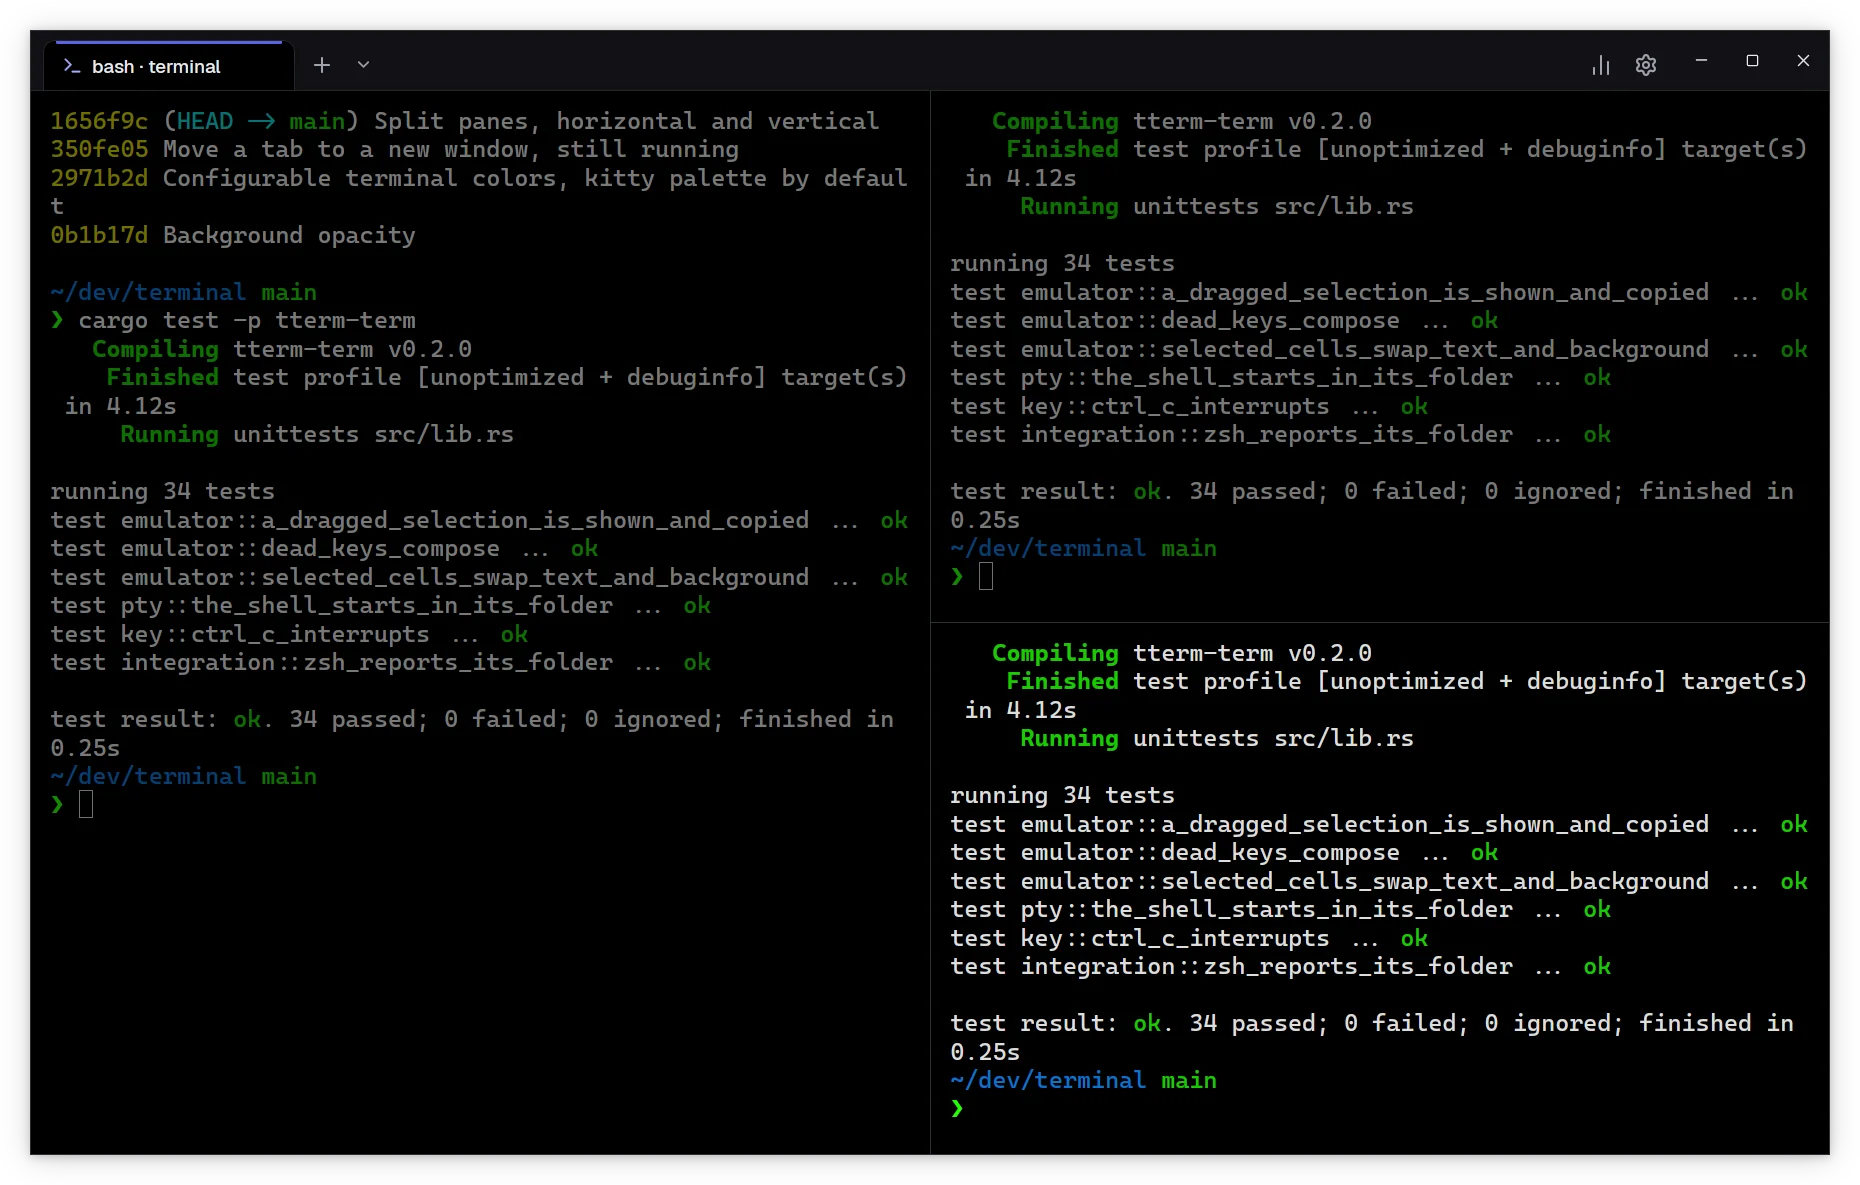 bash · terminal
1656f9c (HEAD -> main) Split panes, horizontal and vertical
350fe05 Move a tab to a new window, still running
2971b2d Configurable terminal colors, kitty palette by defaul
t
0b1b17d Background opacity
~/dev/terminal main
❯ cargo test -p tterm-term
Compiling tterm-term v0.2.0
Finished test profile [unoptimized + debuginfo] target(s)
in 4.12s
Running unittests src/lib.rs
running 34 tests
test emulator::a_dragged_selection_is_shown_and_copied ... ok
test emulator::dead_keys_compose ... ok
test emulator::selected_cells_swap_text_and_background ... ok
test pty::the_shell_starts_in_its_folder ... ok
test key::ctrl_c_interrupts ... ok
test integration::zsh_reports_its_folder ... ok
test result: ok. 34 passed; 0 failed; 0 ignored; finished in
0.25s
~/dev/terminal main
❯
Compiling tterm-term v0.2.0
Finished test profile [unoptimized + debuginfo] target(s)
in 4.12s
Running unittests src/lib.rs
running 34 tests
test emulator::a_dragged_selection_is_shown_and_copied ... ok
test emulator::dead_keys_compose ... ok
test emulator::selected_cells_swap_text_and_background ... ok
test pty::the_shell_starts_in_its_folder ... ok
test key::ctrl_c_interrupts ... ok
test integration::zsh_reports_its_folder ... ok
test result: ok. 34 passed; 0 failed; 0 ignored; finished in
0.25s
~/dev/terminal main
❯
Compiling tterm-term v0.2.0
Finished test profile [unoptimized + debuginfo] target(s)
in 4.12s
Running unittests src/lib.rs
running 34 tests
test emulator::a_dragged_selection_is_shown_and_copied ... ok
test emulator::dead_keys_compose ... ok
test emulator::selected_cells_swap_text_and_background ... ok
test pty::the_shell_starts_in_its_folder ... ok
test key::ctrl_c_interrupts ... ok
test integration::zsh_reports_its_folder ... ok
test result: ok. 34 passed; 0 failed; 0 ignored; finished in
0.25s
~/dev/terminal main
❯